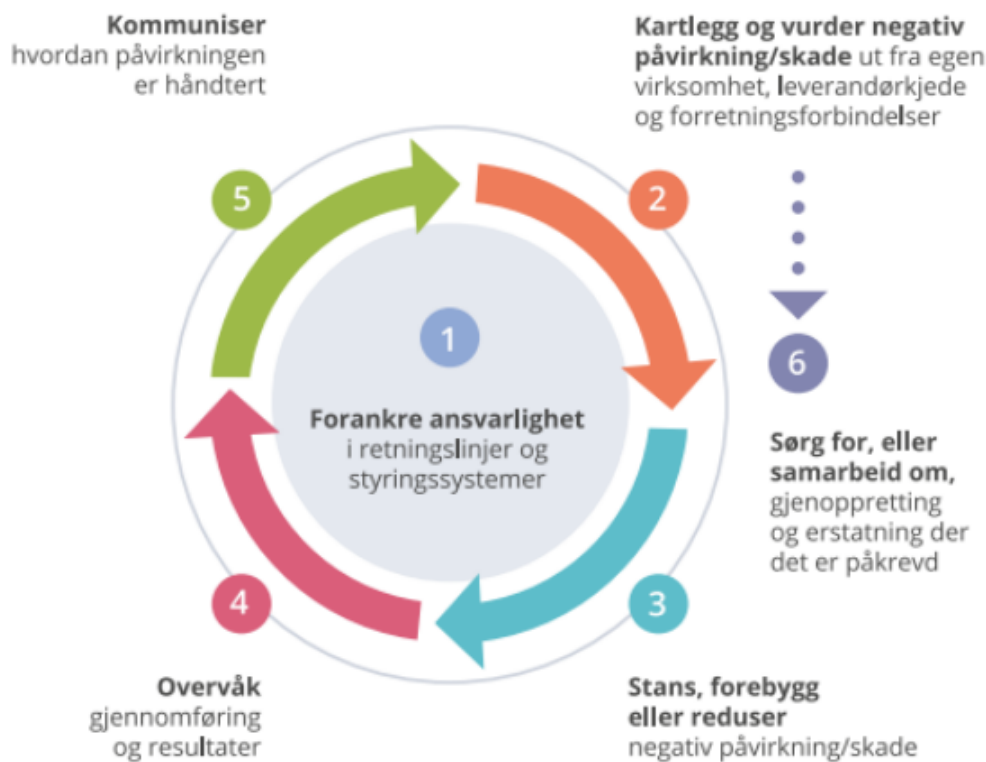 Kommuniser
hvordan påvirkningen
er håndtert
Kartlegg og vurder negativ
påvirkning/skade ut fra egen
virksomhet, leverandørkjede
og forretningsforbindelser
5
2
1
Forankre ansvarlighet
i retningslinjer og
styringssystemer
6
Sørg for, eller
samarbeid om,
gjenoppretting
og erstatning der
det er påkrevd
4
3
Overvåk
gjennomføring
og resultater
Stans, forebygg
eller reduser
negativ påvirkning/skade